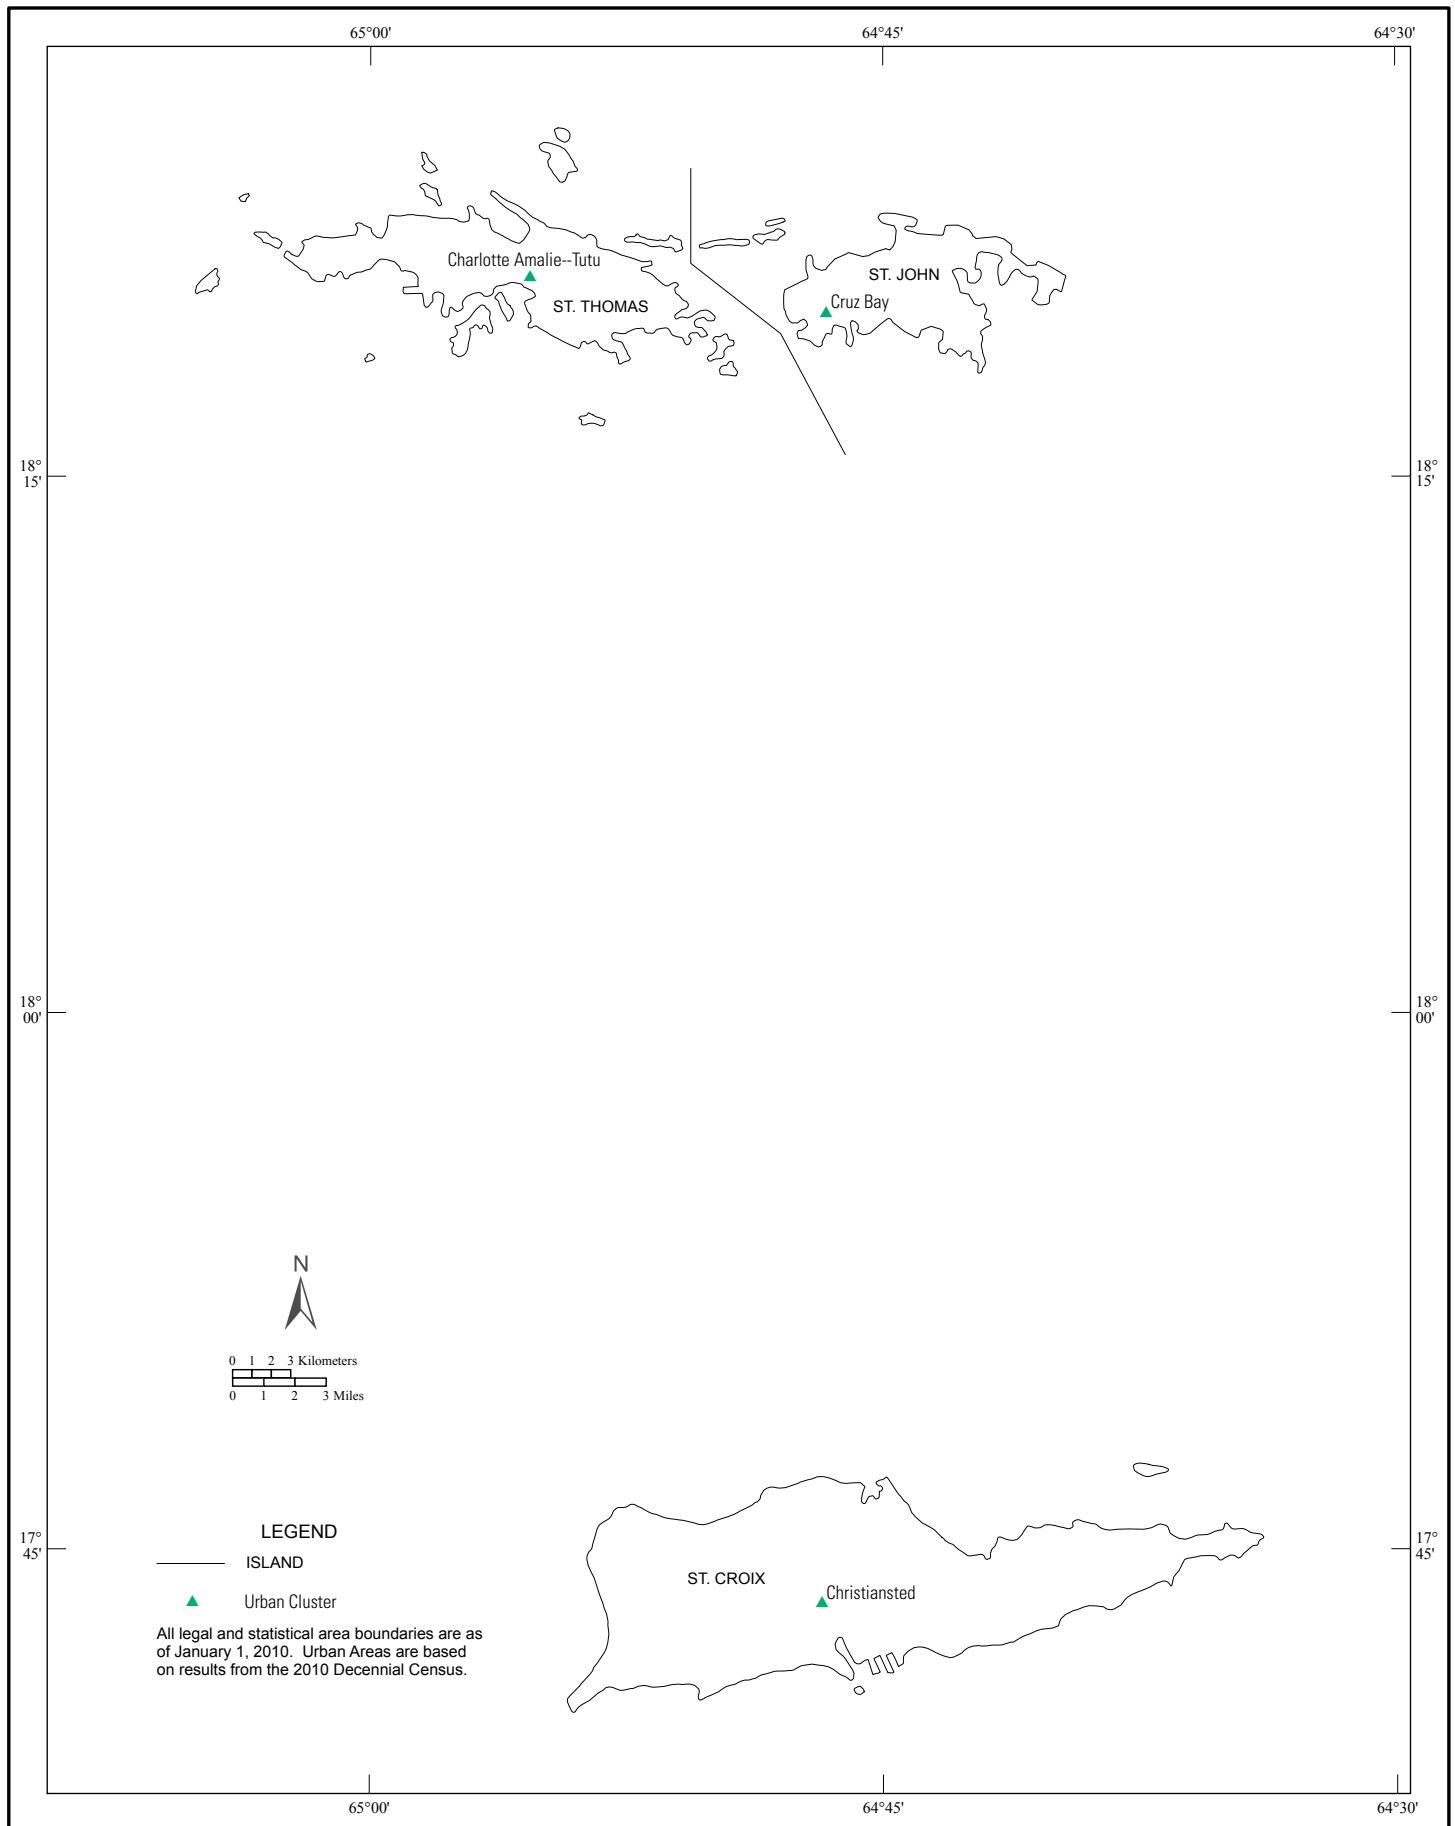 65°00' 64°45' 64°30'
Charlotte Amalie--Tutu
ST. JOHN
Cruz Bay
ST. THOMAS
18° 18°
15' 15'
18° 18°
00' 00'
N
0 1 2 3 Kilometers
0 1 2 3 Miles
LEGEND
ISLAND
Urban Cluster
All legal and statistical area boundaries are as
of January 1, 2010. Urban Areas are based
on results from the 2010 Decennial Census.
17° 17°
45' 45'
ST. CROIX
Christiansted
65°00' 64°45' 64°30'